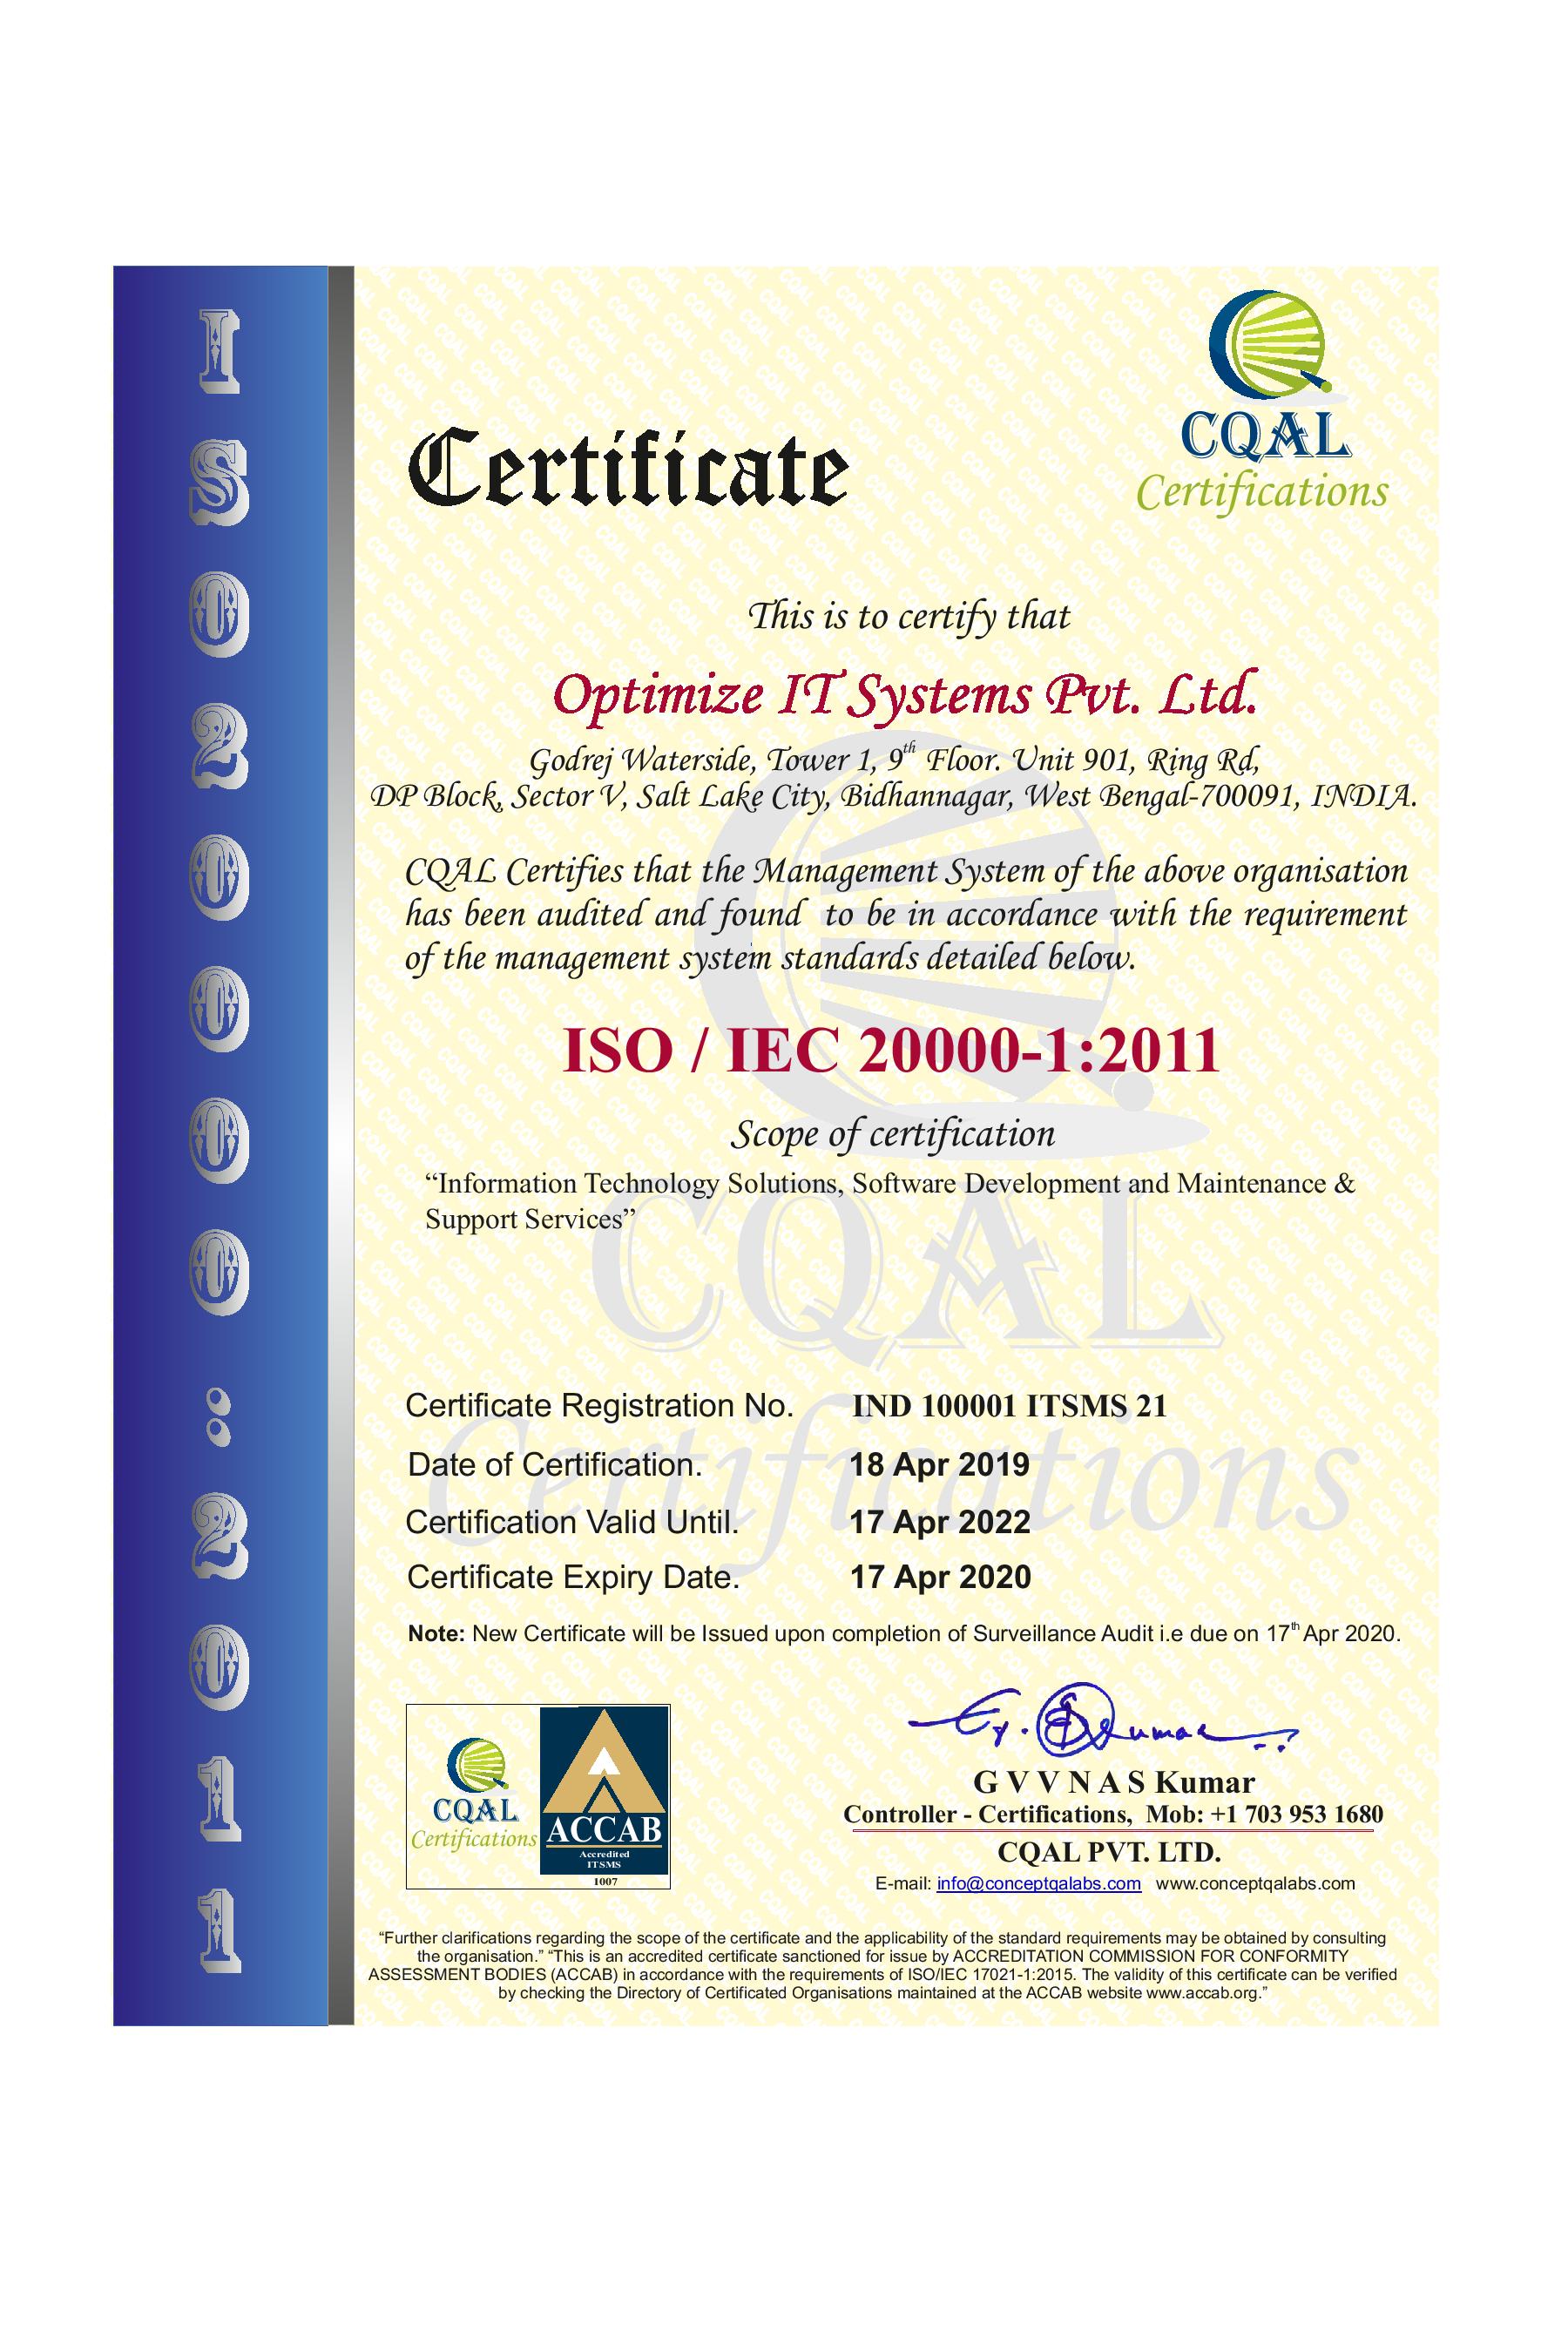 ISO20000:2011
CQAL
Certifications
Certificate
This is to certify that
Optimize IT Systems Pvt. Ltd.
Godrej Waterside, Tower 1, 9th Floor. Unit 901, Ring Rd,
DP Block, Sector V, Salt Lake City, Bidhannagar, West Bengal-700091, INDIA.
CQAL Certifies that the Management System of the above organisation
has been audited and found to be in accordance with the requirement
of the management system standards detailed below.
ISO / IEC 20000-1:2011
Scope of certification
“Information Technology Solutions, Software Development and Maintenance &
Support Services”
CQAL
Certifications
Certificate Registration No. IND 100001 ITSMS 21
Date of Certification. 18 Apr 2019
Certification Valid Until. 17 Apr 2022
Certificate Expiry Date. 17 Apr 2020
Note: New Certificate will be Issued upon completion of Surveillance Audit i.e due on 17th Apr 2020.
CQAL
Certifications
ACCAB
Accredited
ITSMS
1007
G V V N A S Kumar
Controller - Certifications, Mob: +1 703 953 1680
CQAL PVT. LTD.
E-mail: info@conceptqalabs.com www.conceptqalabs.com
“Further clarifications regarding the scope of the certificate and the applicability of the standard requirements may be obtained by consulting
the organisation.” “This is an accredited certificate sanctioned for issue by ACCREDITATION COMMISSION FOR CONFORMITY
ASSESSMENT BODIES (ACCAB) in accordance with the requirements of ISO/IEC 17021-1:2015. The validity of this certificate can be verified
by checking the Directory of Certificated Organisations maintained at the ACCAB website www.accab.org.”